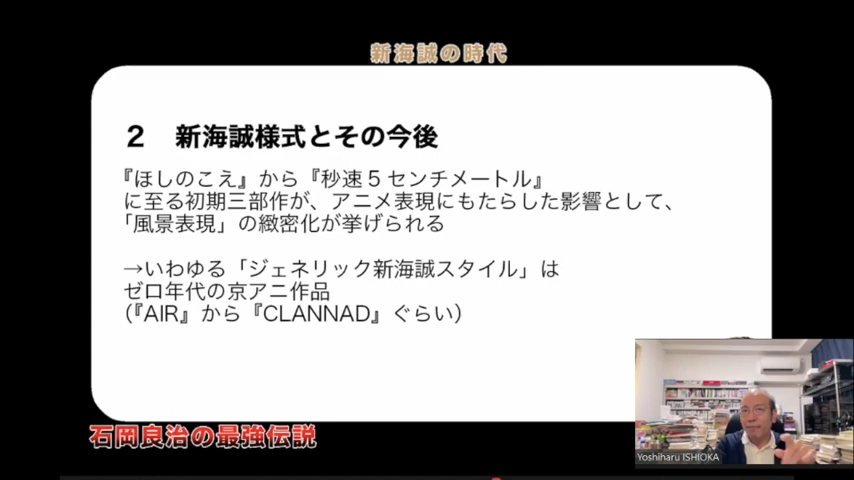 新海誠の時代
２　新海誠様式とその今後
『ほしのこえ』から『秒速５センチメートル』
に至る初期三部作が、アニメ表現にもたらした影響として、
「風景表現」の緻密化が挙げられる
→いわゆる「ジェネリック新海誠スタイル」は
ゼロ年代の京アニ作品
（『AIR』から『CLANNAD』ぐらい）
石岡良治の最強伝説
Yoshiharu ISHIOKA